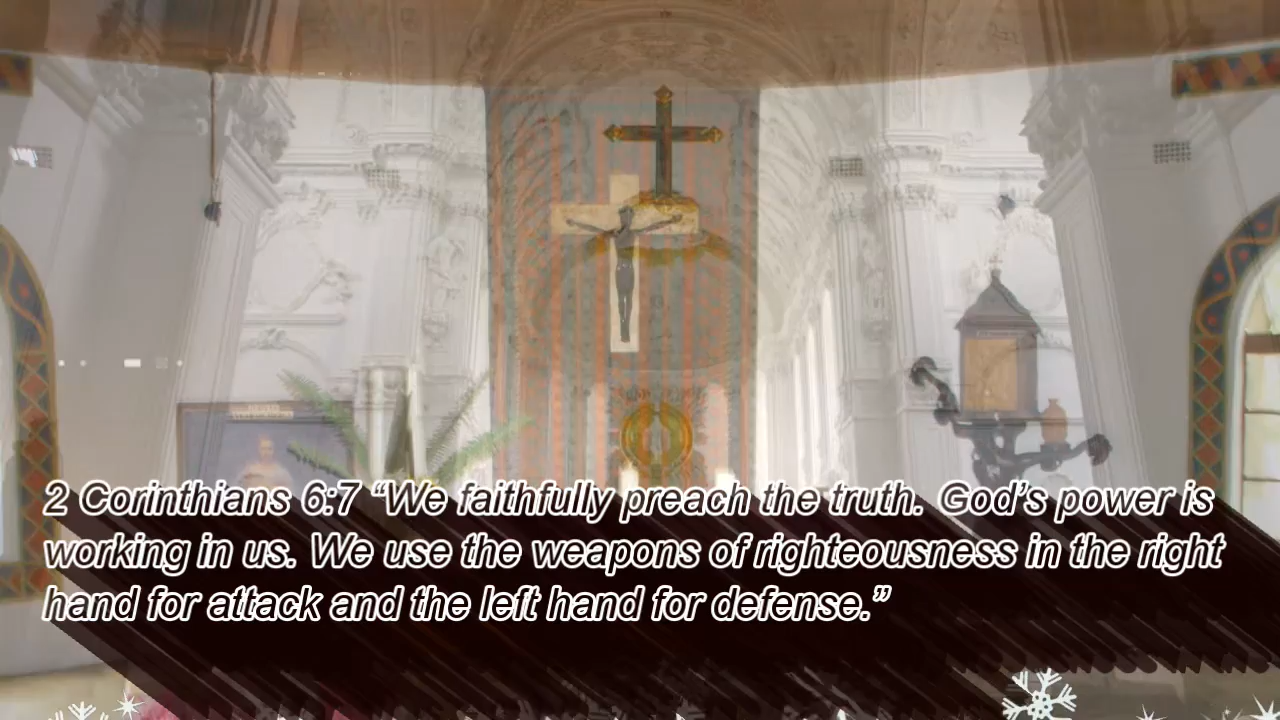 2 Corinthians 6:7 “We faithfully preach the truth. God’s power is
working in us. We use the weapons of righteousness in the right
hand for attack and the left hand for defense.”